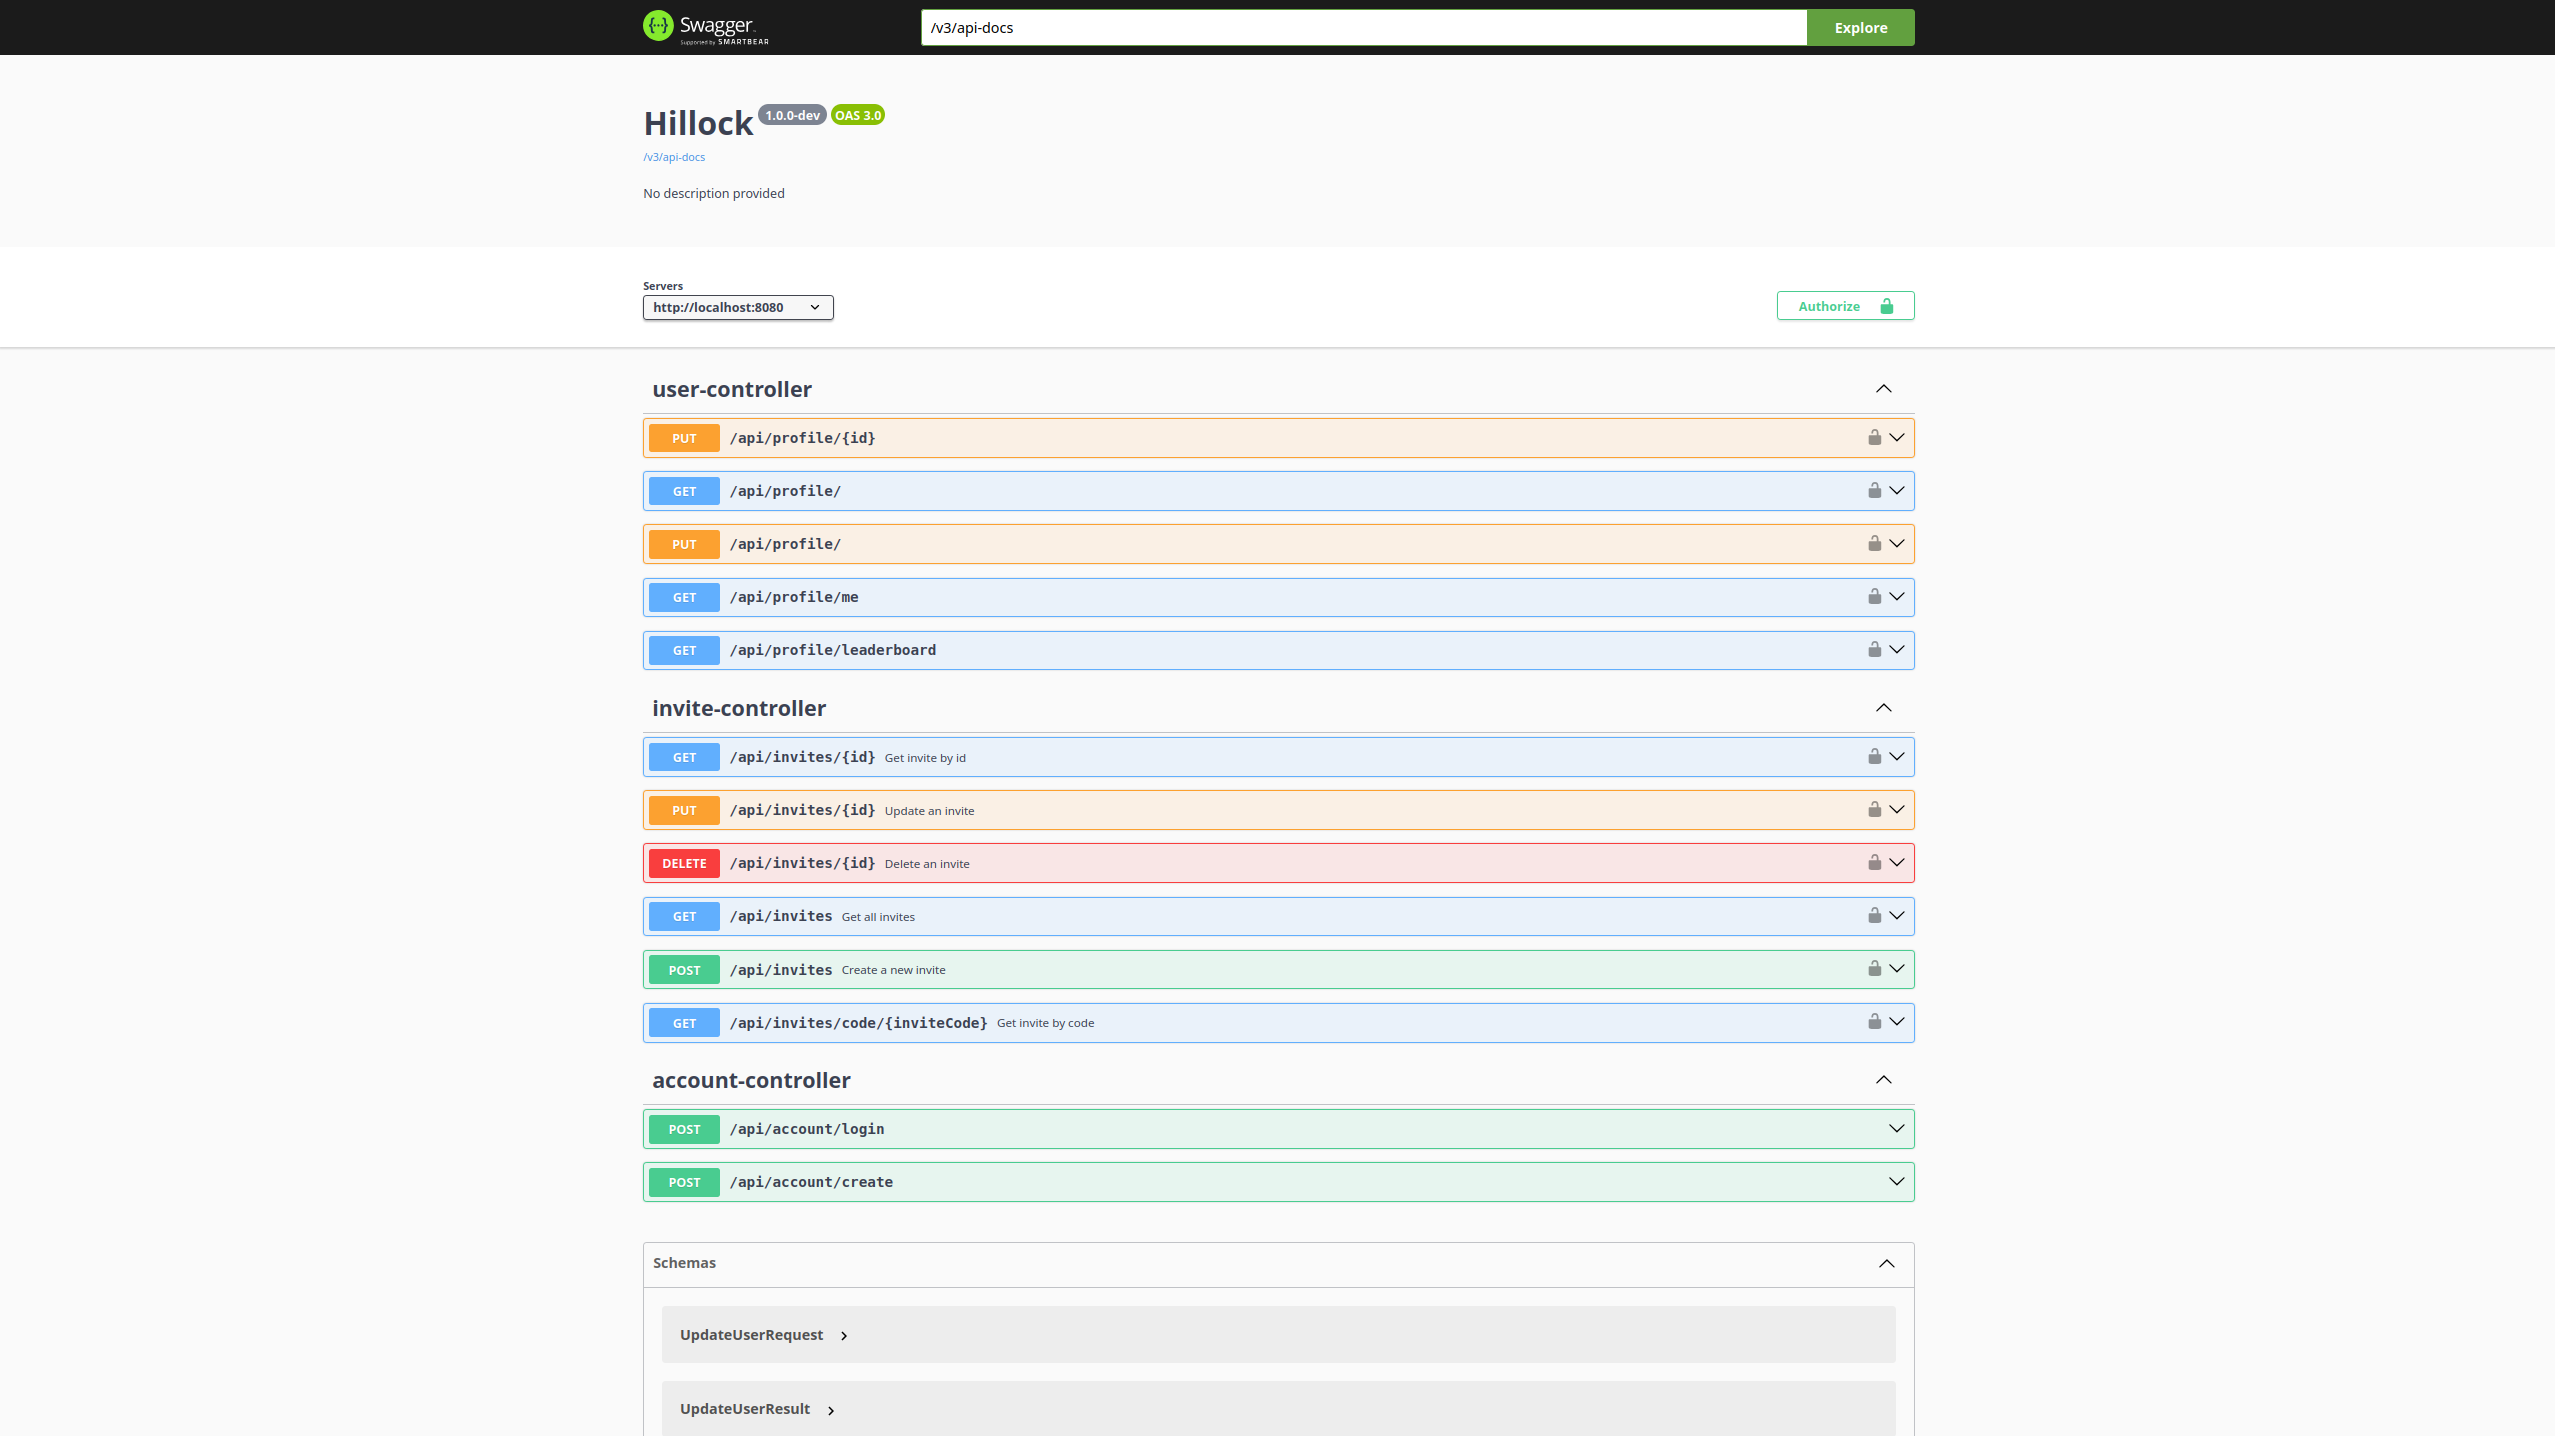 Swagger
Supported by SMARTBEAR
/v3/api-docs
Explore
Hillock 1.0.0-dev OAS 3.0
/v3/api-docs
No description provided
Servers
http://localhost:8080
Authorize
user-controller
PUT /api/profile/{id}
GET /api/profile/
PUT /api/profile/
GET /api/profile/me
GET /api/profile/leaderboard
invite-controller
GET /api/invites/{id} Get invite by id
PUT /api/invites/{id} Update an invite
DELETE /api/invites/{id} Delete an invite
GET /api/invites Get all invites
POST /api/invites Create a new invite
GET /api/invites/code/{inviteCode} Get invite by code
account-controller
POST /api/account/login
POST /api/account/create
Schemas
UpdateUserRequest
UpdateUserResult